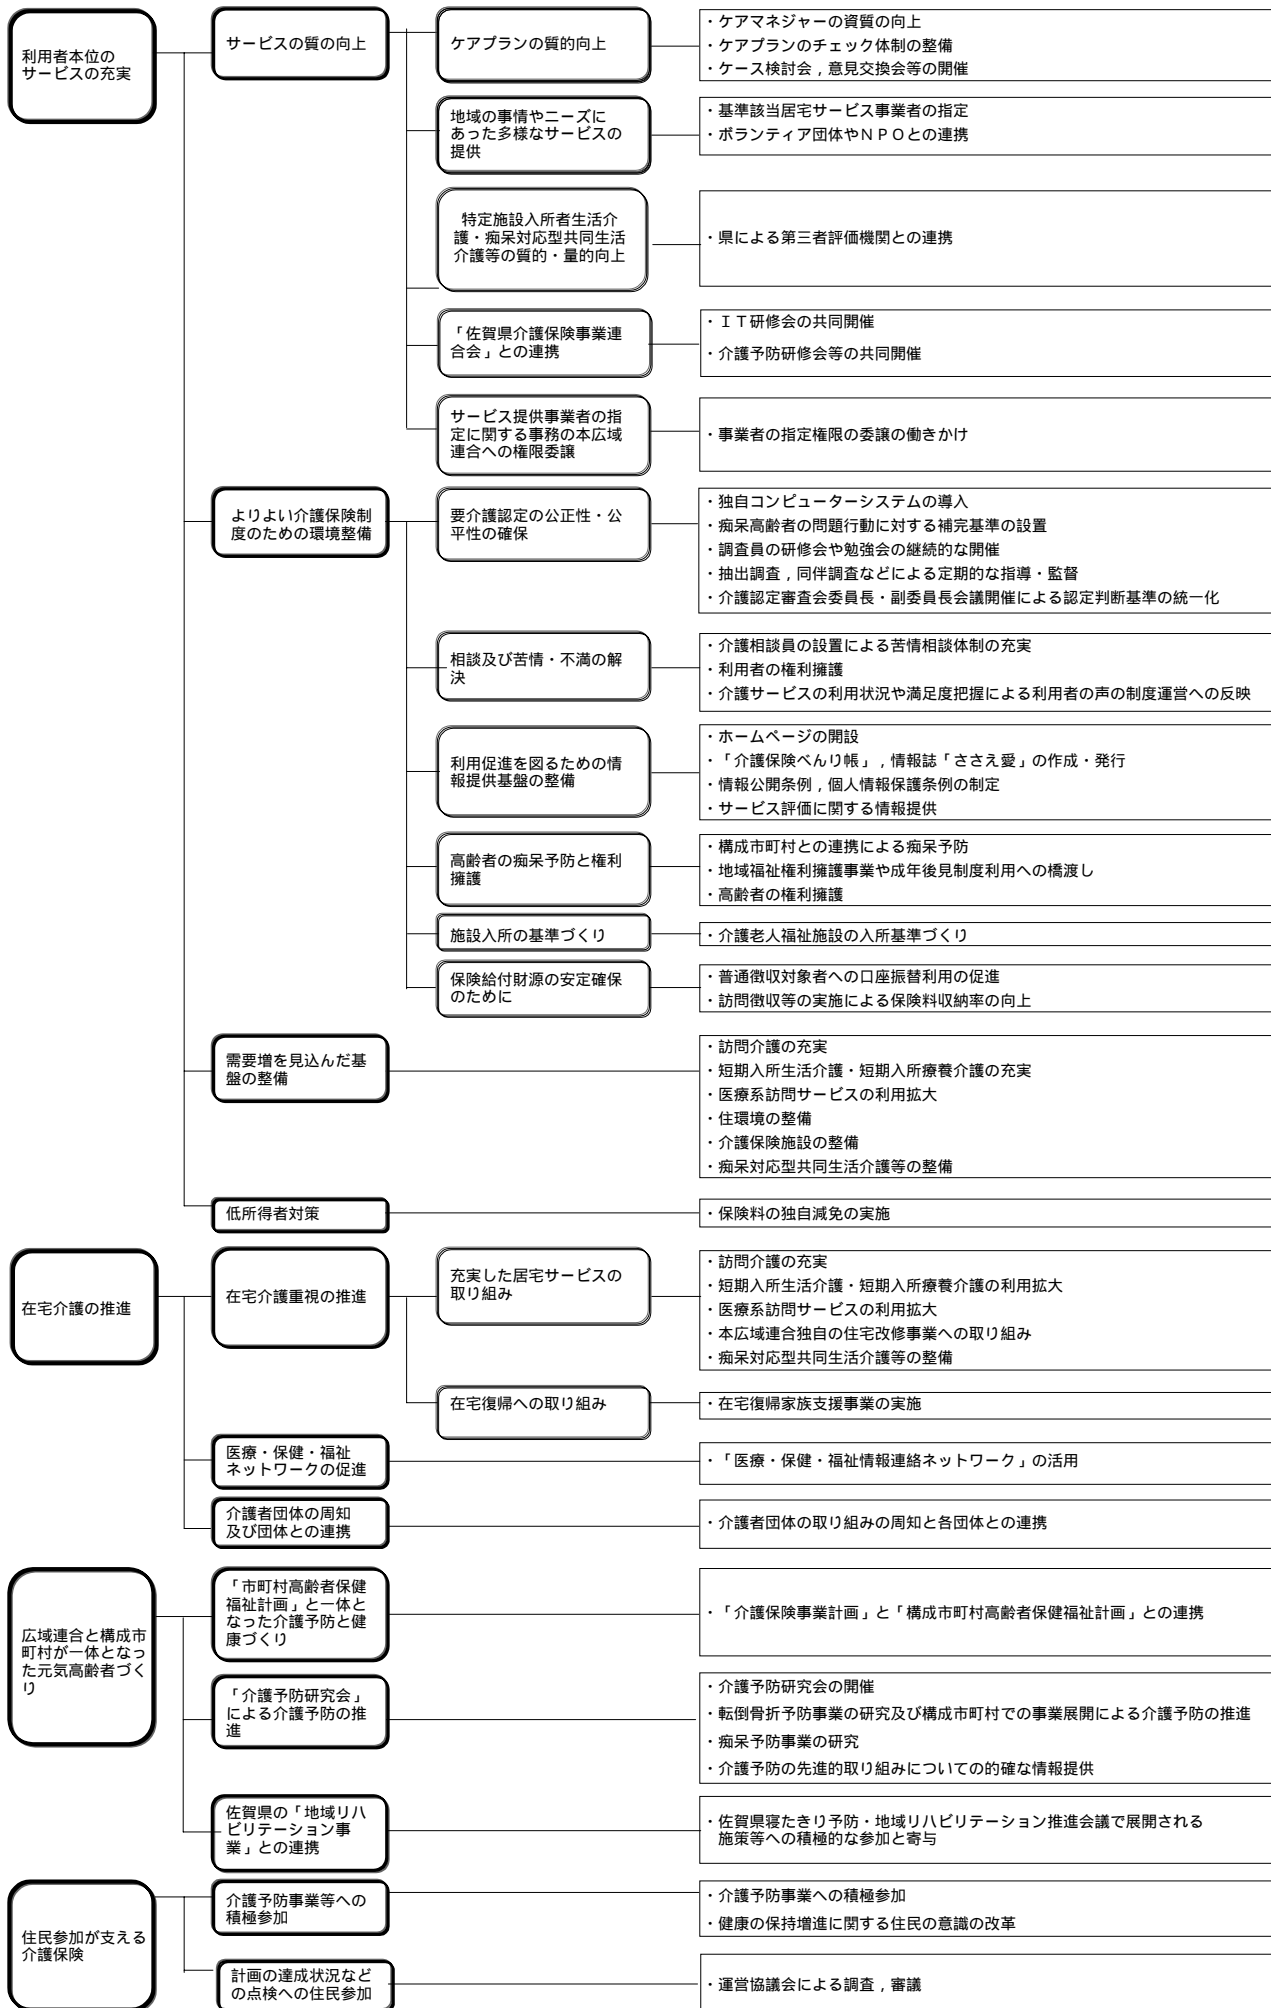 利用者本位の
サービスの充実
サービスの質の向上
ケアプランの質的向上
・ケアマネジャーの資質の向上
・ケアプランのチェック体制の整備
・ケース検討会，意見交換会等の開催
地域の事情やニーズに
あった多様なサービスの
提供
・基準該当居宅サービス事業者の指定
・ボランティア団体やＮＰＯとの連携
特定施設入所者生活介
護・痴呆対応型共同生活
介護等の質的・量的向上
・県による第三者評価機関との連携
「佐賀県介護保険事業連
合会」との連携
・ＩＴ研修会の共同開催
・介護予防研修会等の共同開催
サービス提供事業者の指
定に関する事務の本広域
連合への権限委譲
・事業者の指定権限の委譲の働きかけ
よりよい介護保険制
度のための環境整備
要介護認定の公正性・公
平性の確保
・独自コンピューターシステムの導入
・痴呆高齢者の問題行動に対する補完基準の設置
・調査員の研修会や勉強会の継続的な開催
・抽出調査，同伴調査などによる定期的な指導・監督
・介護認定審査会委員長・副委員長会議開催による認定判断基準の統一化
相談及び苦情・不満の解
決
・介護相談員の設置による苦情相談体制の充実
・利用者の権利擁護
・介護サービスの利用状況や満足度把握による利用者の声の制度運営への反映
利用促進を図るための情
報提供基盤の整備
・ホームページの開設
・「介護保険べんり帳」，情報誌「ささえ愛」の作成・発行
・情報公開条例，個人情報保護条例の制定
・サービス評価に関する情報提供
高齢者の痴呆予防と権利
擁護
・構成市町村との連携による痴呆予防
・地域福祉権利擁護事業や成年後見制度利用への橋渡し
・高齢者の権利擁護
施設入所の基準づくり
・介護老人福祉施設の入所基準づくり
保険給付財源の安定確保
のために
・普通徴収対象者への口座振替利用の促進
・訪問徴収等の実施による保険料収納率の向上
需要増を見込んだ基
盤の整備
・訪問介護の充実
・短期入所生活介護・短期入所療養介護の充実
・医療系訪問サービスの利用拡大
・住環境の整備
・介護保険施設の整備
・痴呆対応型共同生活介護等の整備
低所得者対策
・保険料の独自減免の実施
在宅介護の推進
在宅介護重視の推進
充実した居宅サービスの
取り組み
・訪問介護の充実
・短期入所生活介護・短期入所療養介護の利用拡大
・医療系訪問サービスの利用拡大
・本広域連合独自の住宅改修事業への取り組み
・痴呆対応型共同生活介護等の整備
在宅復帰への取り組み
・在宅復帰家族支援事業の実施
医療・保健・福祉
ネットワークの促進
・「医療・保健・福祉情報連絡ネットワーク」の活用
介護者団体の周知
及び団体との連携
・介護者団体の取り組みの周知と各団体との連携
広域連合と構成市
町村が一体となっ
た元気高齢者づく
り
「市町村高齢者保健
福祉計画」と一体と
なった介護予防と健
康づくり
・「介護保険事業計画」と「構成市町村高齢者保健福祉計画」との連携
「介護予防研究会」
による介護予防の推
進
・介護予防研究会の開催
・転倒骨折予防事業の研究及び構成市町村での事業展開による介護予防の推進
・痴呆予防事業の研究
・介護予防の先進的取り組みについての的確な情報提供
佐賀県の「地域リハ
ビリテーション事
業」との連携
・佐賀県寝たきり予防・地域リハビリテーション推進会議で展開される
施策等への積極的な参加と寄与
住民参加が支える
介護保険
介護予防事業等への
積極参加
・介護予防事業への積極参加
・健康の保持増進に関する住民の意識の改革
計画の達成状況など
の点検への住民参加
・運営協議会による調査，審議